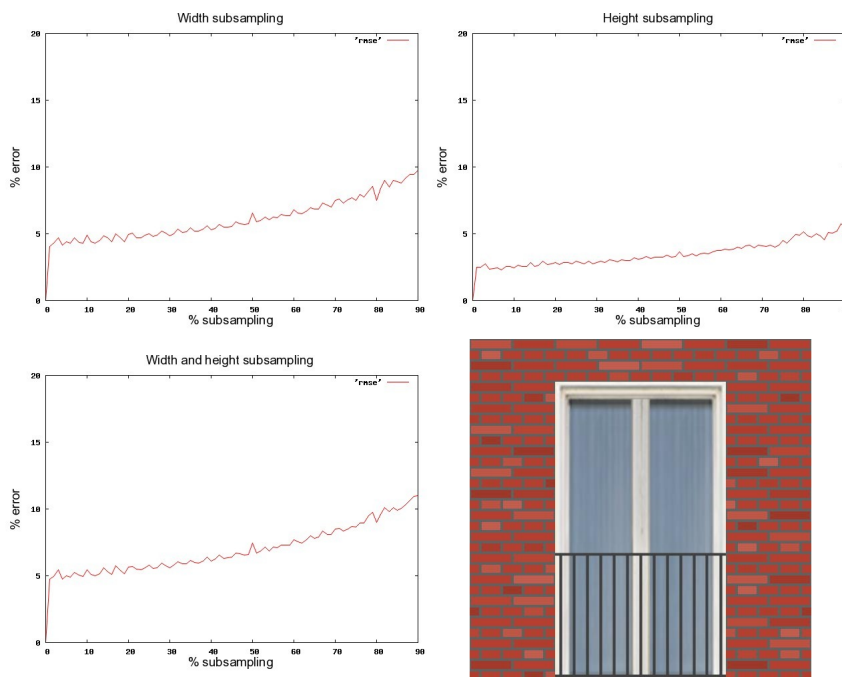 Width subsampling
20
15
10
5
0
'rmse'
% error
0 10 20 30 40 50 60 70 80 90
% subsampling
Height subsampling
20
15
10
5
0
'rmse'
% error
0 10 20 30 40 50 60 70 80
% subsampling
Width and height subsampling
20
15
10
5
0
'rmse'
% error
0 10 20 30 40 50 60 70 80 90
% subsampling